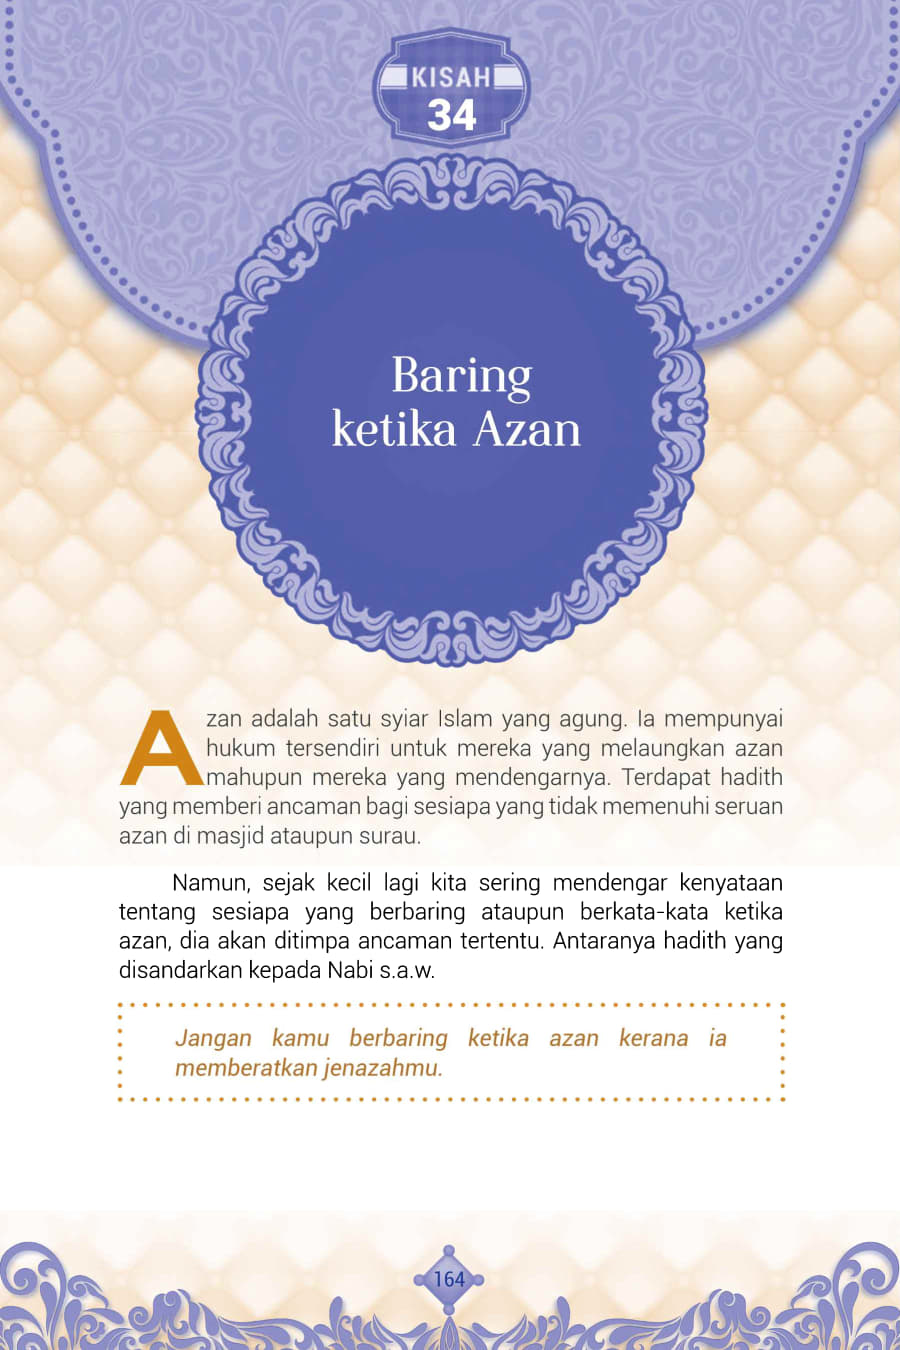 KISAH
34
Baring
ketika Azan
Azan adalah satu syiar Islam yang agung. Ia mempunyai
hukum tersendiri untuk mereka yang melaungkan azan
mahupun mereka yang mendengarnya. Terdapat hadith
yang memberi ancaman bagi sesiapa yang tidak memenuhi seruan
azan di masjid ataupun surau.
Namun, sejak kecil lagi kita sering mendengar kenyataan
tentang sesiapa yang berbaring ataupun berkata-kata ketika
azan, dia akan ditimpa ancaman tertentu. Antaranya hadith yang
disandarkan kepada Nabi s.a.w.
Jangan kamu berbaring ketika azan kerana ia
memberatkan jenazahmu.
164